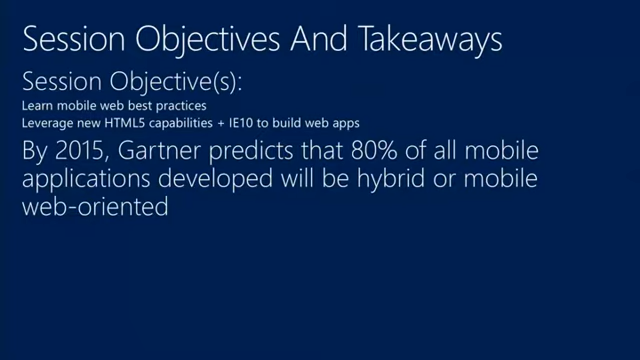 Session Objectives And Takeaways
Session Objective(s):
Learn mobile web best practices
Leverage new HTML5 capabilities + IE10 to build web apps
By 2015, Gartner predicts that 80% of all mobile
applications developed will be hybrid or mobile
web-oriented